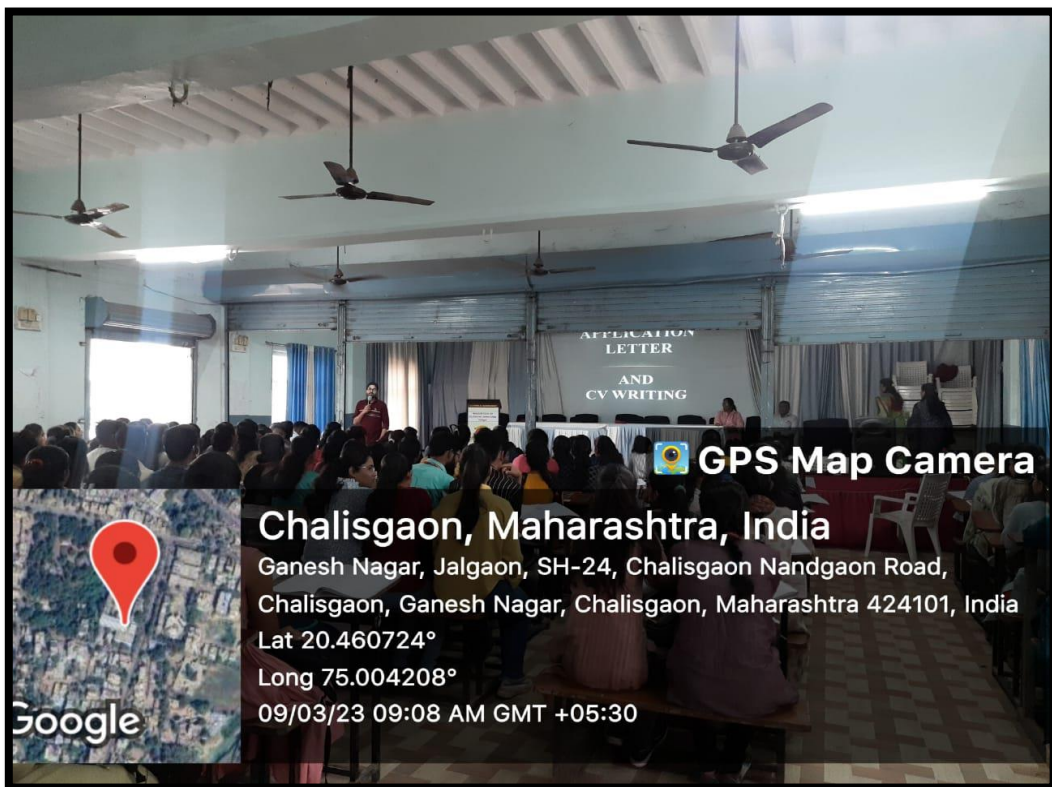 APPLICATION
LETTER
AND
CV WRITING
GPS Map Camera
Chalisgaon, Maharashtra, India
Ganesh Nagar, Jalgaon, SH-24, Chalisgaon Nandgaon Road,
Chalisgaon, Ganesh Nagar, Chalisgaon, Maharashtra 424101, India
Lat 20.460724°
Long 75.004208°
09/03/23 09:08 AM GMT +05:30
Google